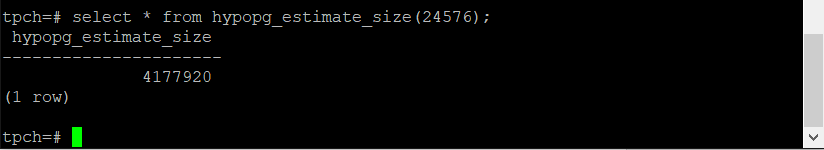 tpch=# select * from hypopg_estimate_size(24576);
 hypopg_estimate_size
----------------------
              4177920
(1 row)
tpch=#